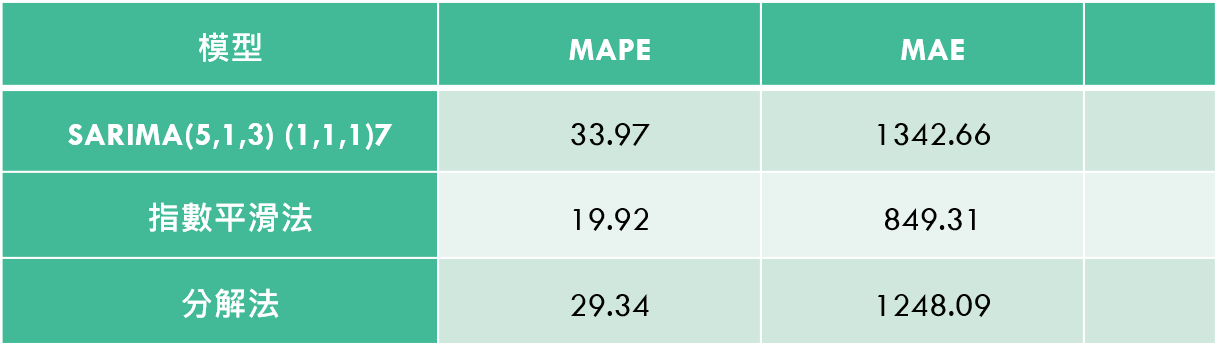 模型 MAPE MAE
SARIMA(5,1,3) (1,1,1)7 33.97 1342.66
指數平滑法 19.92 849.31
分解法 29.34 1248.09